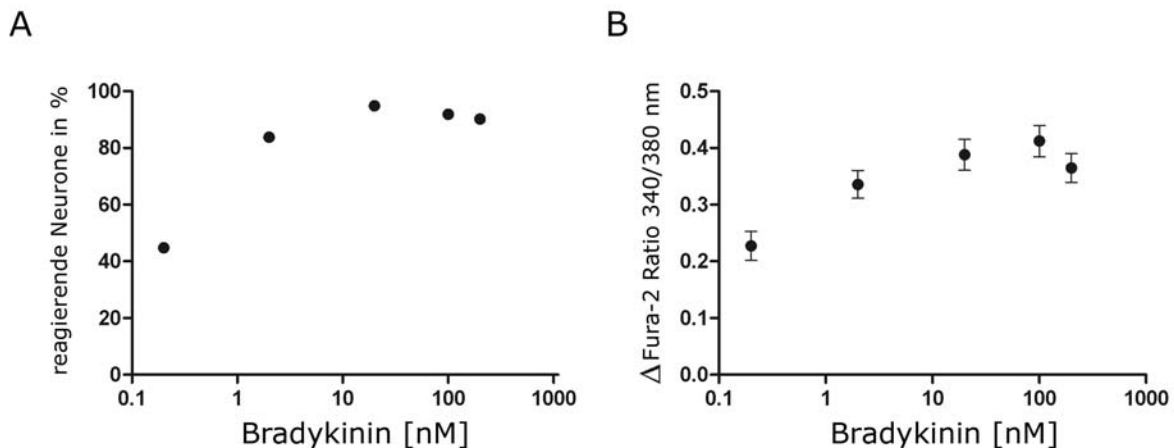 A
reagierende Neurone in %
100
80
60
40
20
0
0.1 1 10 100 1000
Bradykinin [nM]
B
Δ Fura-2 Ratio 340/380 nm
0.5
0.4
0.3
0.2
0.1
0.0
0.1 1 10 100 1000
Bradykinin [nM]